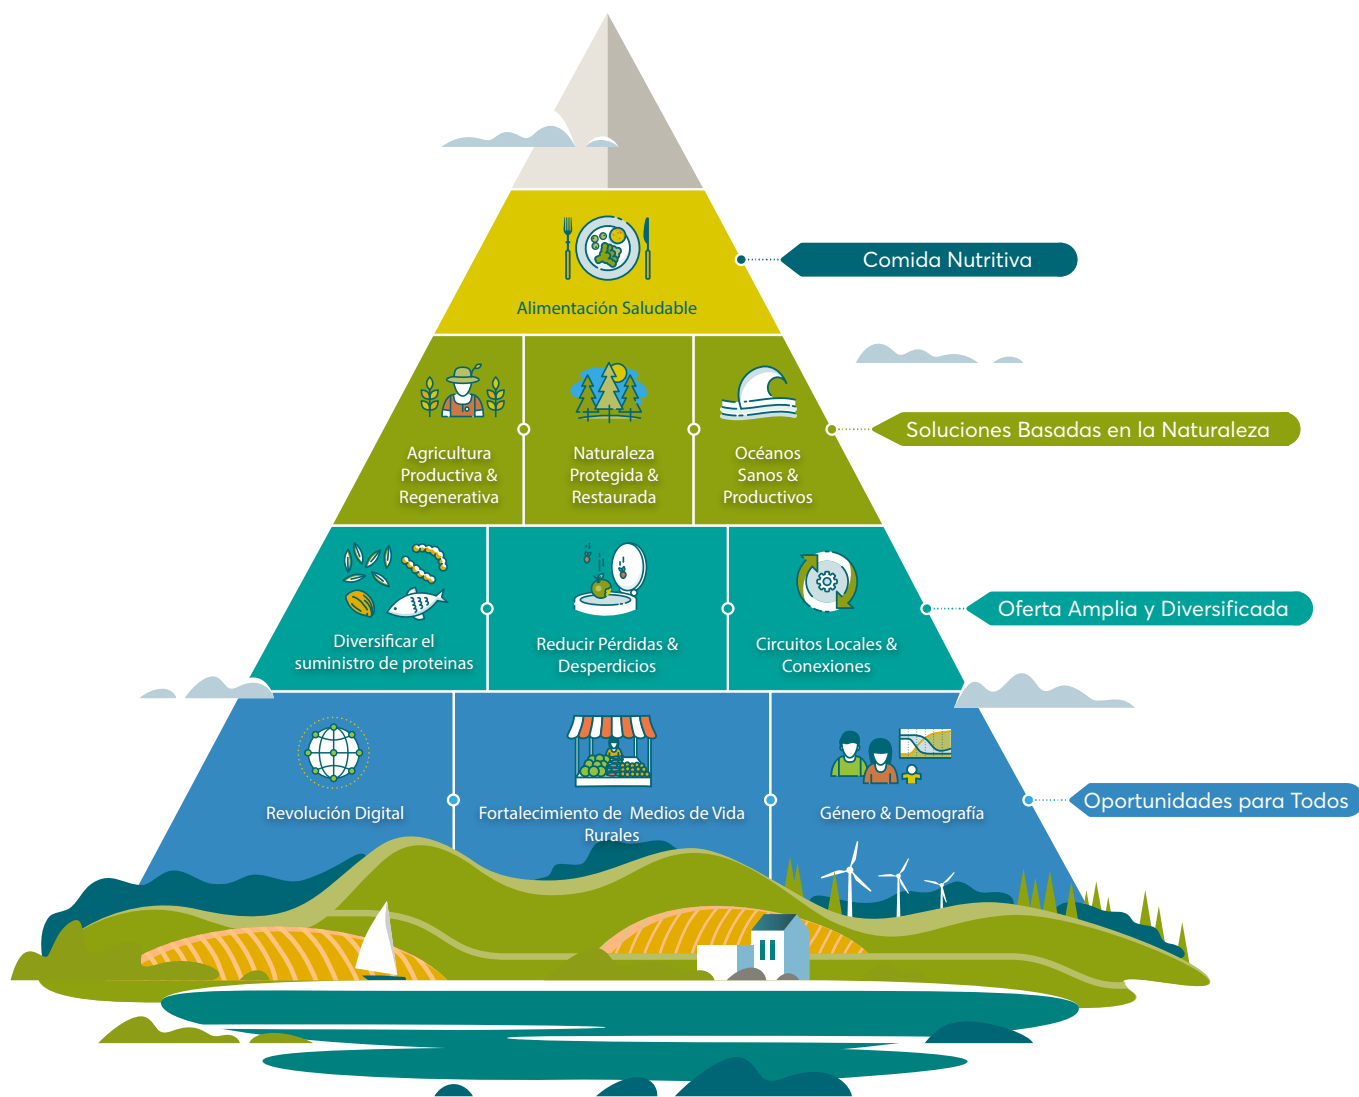 Comida Nutritiva
Alimentación Saludable
Soluciones Basadas en la Naturaleza
Agricultura
Productiva &
Regenerativa
Naturaleza
Protegida &
Restaurada
Océanos
Sanos &
Productivos
Oferta Amplia y Diversificada
Diversificar el
suministro de proteinas
Reducir Pérdidas &
Desperdicios
Circuitos Locales &
Conexiones
Oportunidades para Todos
Revolución Digital
Fortalecimiento de Medios de Vida
Rurales
Género & Demografía